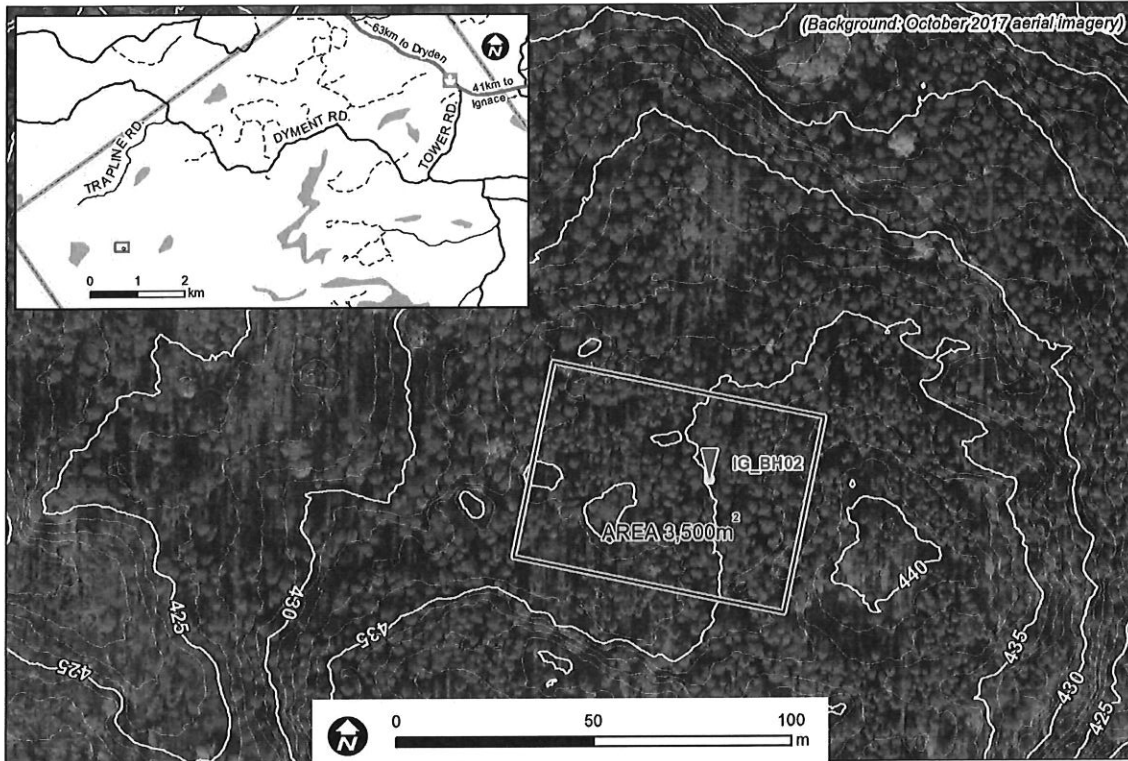 (Background: October 2017 aerial imagery)
63km to Dryden
N
41km to
Ignace
TRAPLINE RD.
DYMENT RD.
TOWER RD.
0 1 2
km
IG_BH02
AREA 3,500m²
440
425
430
435
425
435
430
425
N
0 50 100
m